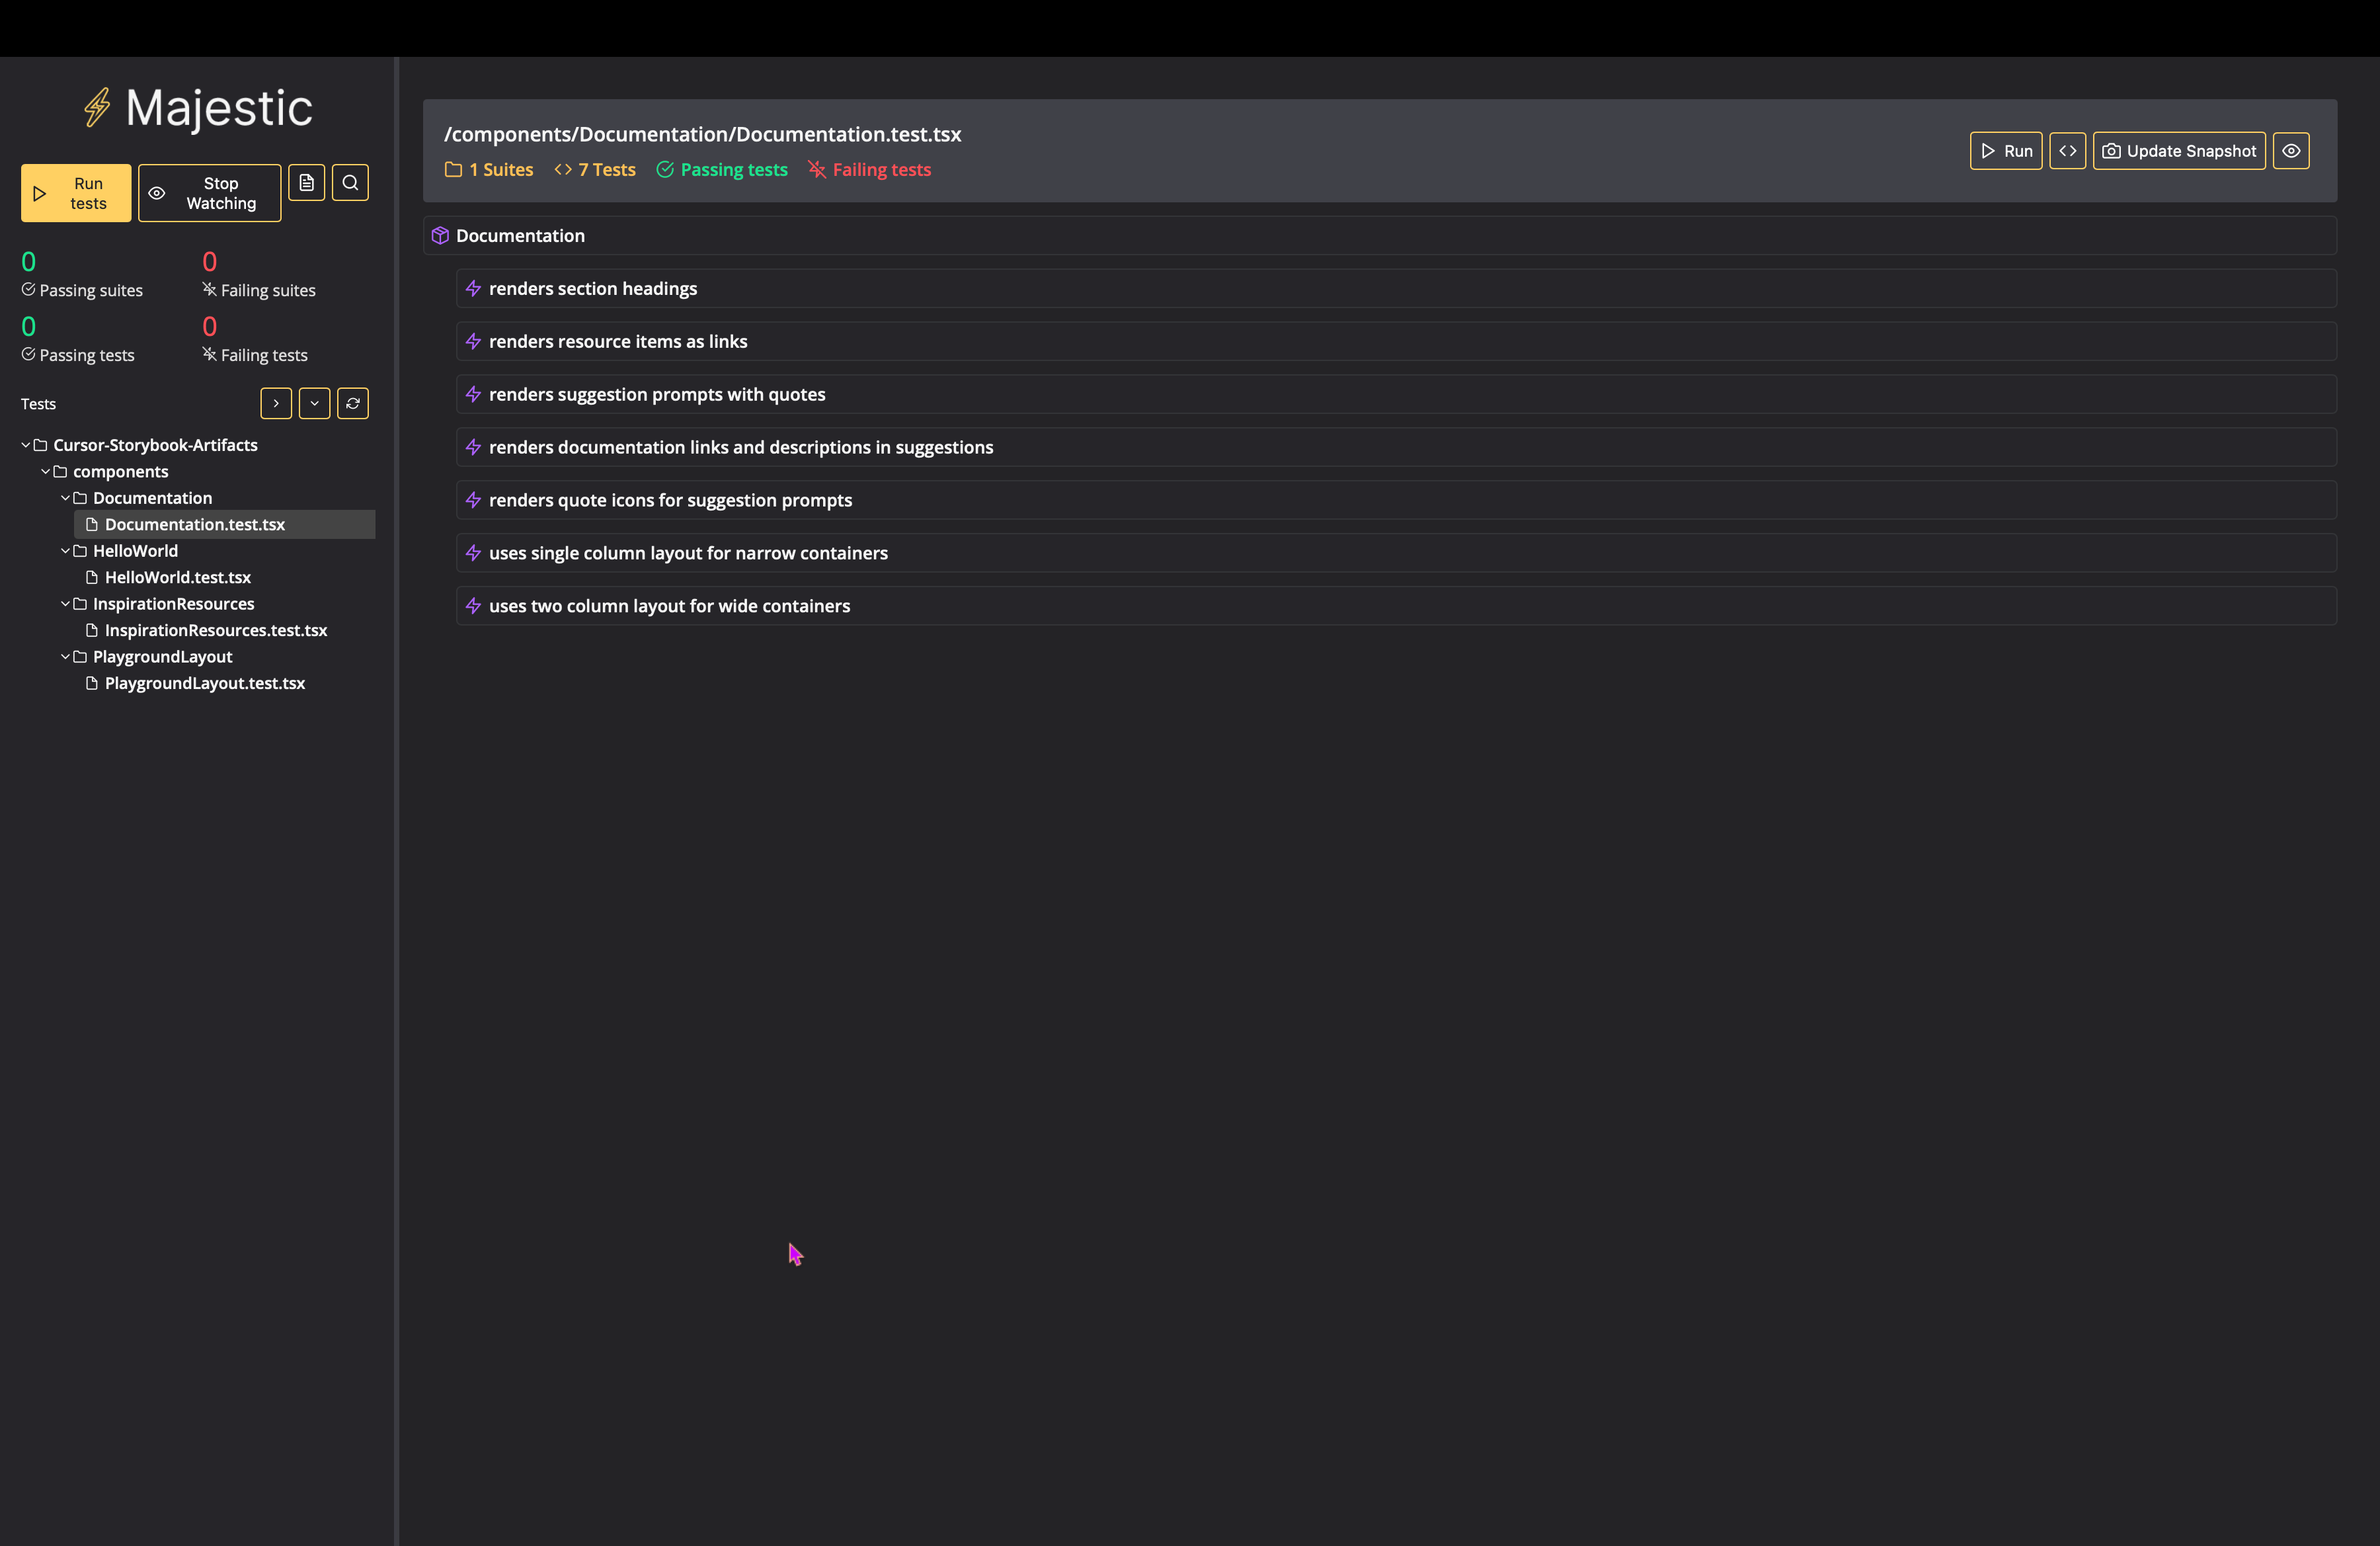 Majestic
Run tests
Stop Watching
0
Passing suites
0
Failing suites
0
Passing tests
0
Failing tests
Tests
Cursor-Storybook-Artifacts
components
Documentation
Documentation.test.tsx
HelloWorld
HelloWorld.test.tsx
InspirationResources
InspirationResources.test.tsx
PlaygroundLayout
PlaygroundLayout.test.tsx
/components/Documentation/Documentation.test.tsx
1 Suites 7 Tests Passing tests Failing tests
Run
Update Snapshot
Documentation
renders section headings
renders resource items as links
renders suggestion prompts with quotes
renders documentation links and descriptions in suggestions
renders quote icons for suggestion prompts
uses single column layout for narrow containers
uses two column layout for wide containers